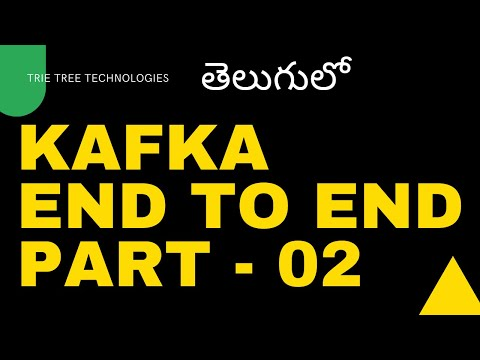 TRIE TREE TECHNOLOGIES
తెలుగులో
KAFKA
END TO END
PART - 02